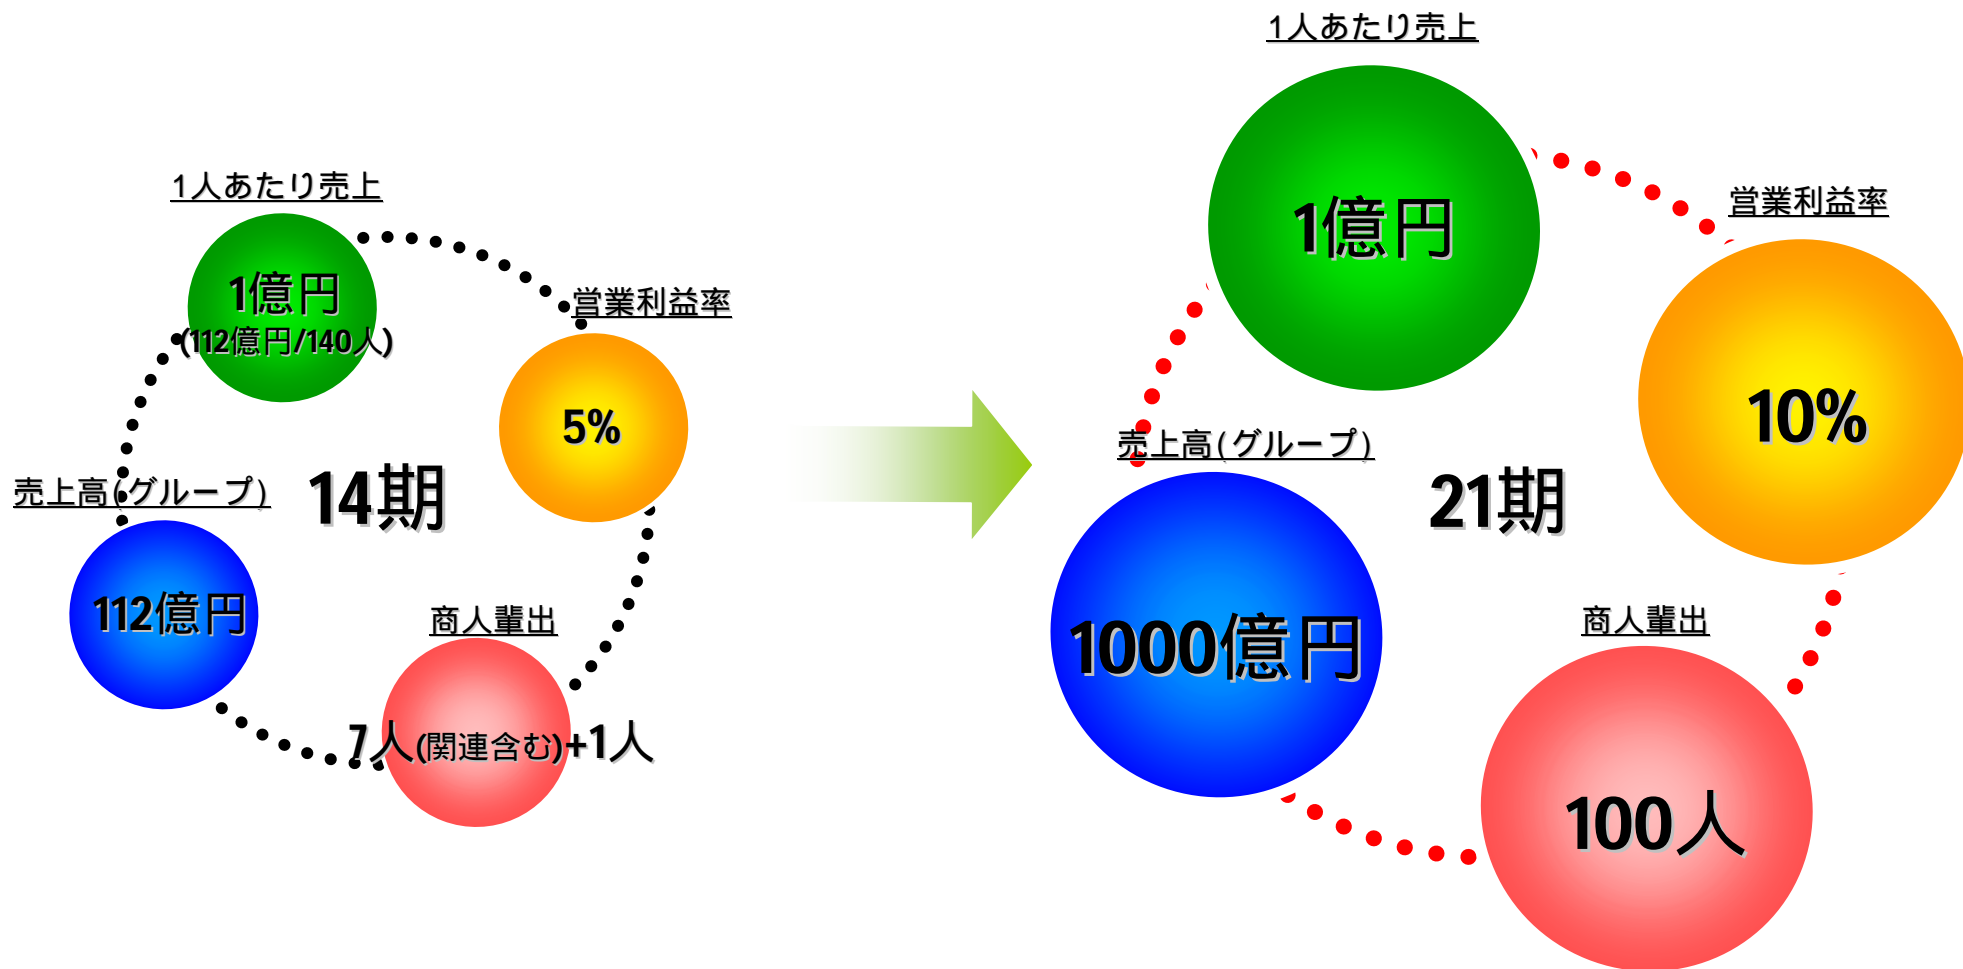 1人あたり売上
1億円
(112億円/140人)
営業利益率
5%
売上高(グループ)
14期
112億円
商人輩出
7人(関連含む)+1人
1人あたり売上
1億円
営業利益率
10%
売上高(グループ)
21期
1000億円
商人輩出
100人